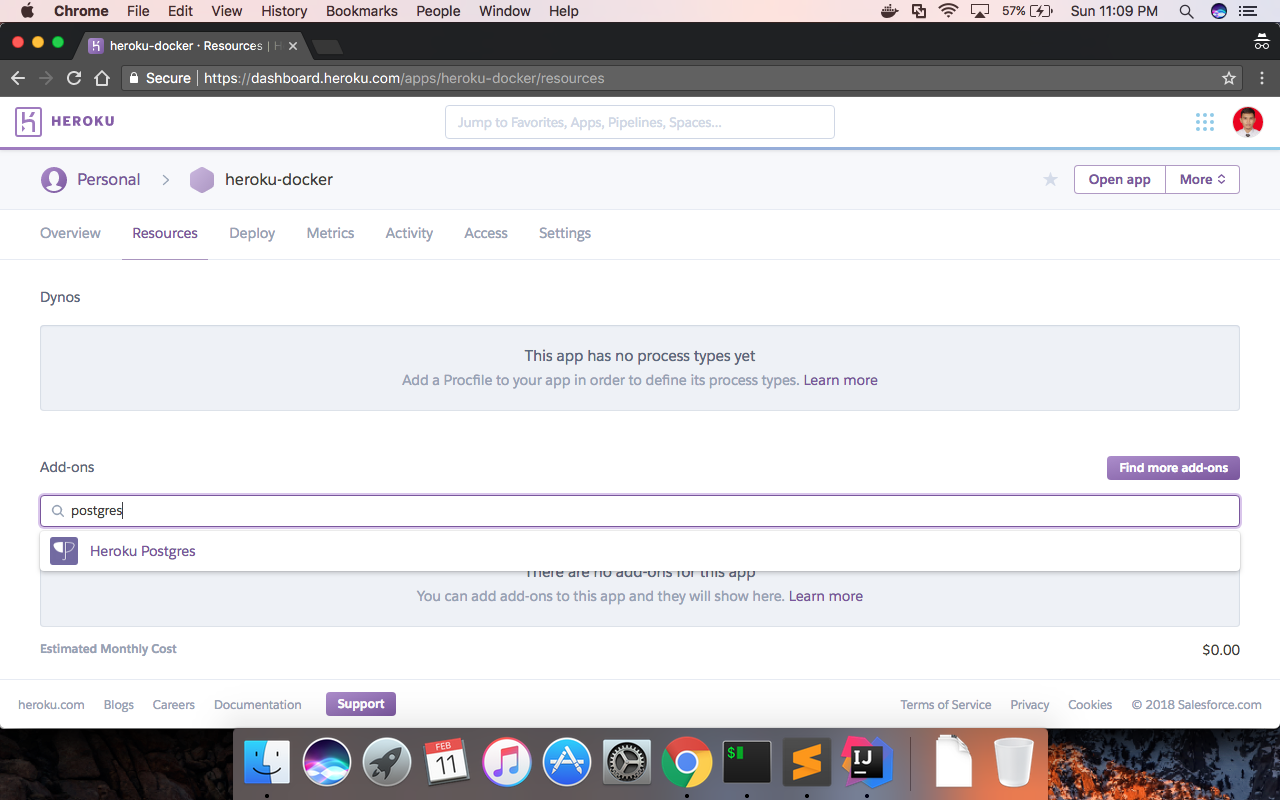 Chrome File Edit View History Bookmarks People Window Help 57% Sun 11:09 PM
heroku-docker · Resources | H
Secure https://dashboard.heroku.com/apps/heroku-docker/resources
HEROKU Jump to Favorites, Apps, Pipelines, Spaces...
Personal > heroku-docker Open app More
Overview Resources Deploy Metrics Activity Access Settings
Dynos
This app has no process types yet
Add a Procfile to your app in order to define its process types. Learn more
Add-ons Find more add-ons
postgres
Heroku Postgres
There are no add-ons for this app
You can add add-ons to this app and they will show here. Learn more
Estimated Monthly Cost $0.00
heroku.com Blogs Careers Documentation Support Terms of Service Privacy Cookies © 2018 Salesforce.com
FEB
11
$
IJ